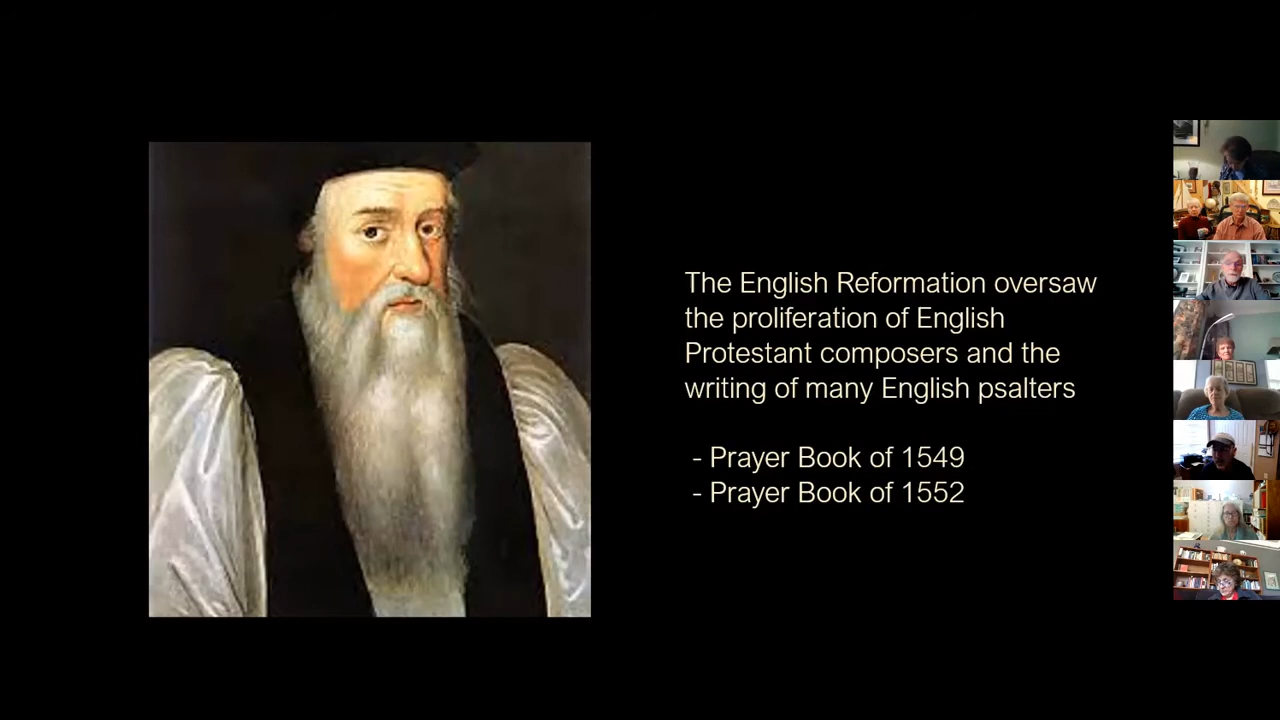 The English Reformation oversaw
the proliferation of English
Protestant composers and the
writing of many English psalters
- Prayer Book of 1549
- Prayer Book of 1552